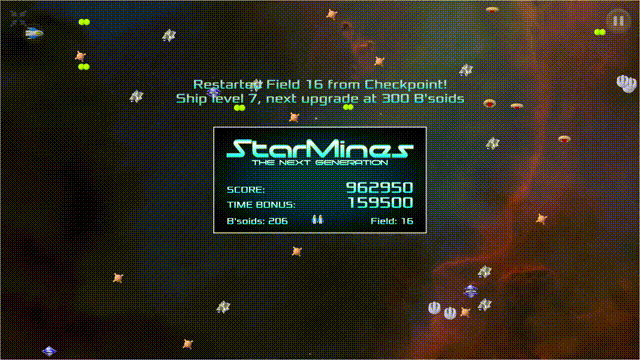 Restarted Field 16 from Checkpoint!
Ship level 7, next upgrade at 300 B'soids
StarMines
THE NEXT GENERATION
SCORE: 962950
TIME BONUS: 159500
B'soids: 206 Field: 16